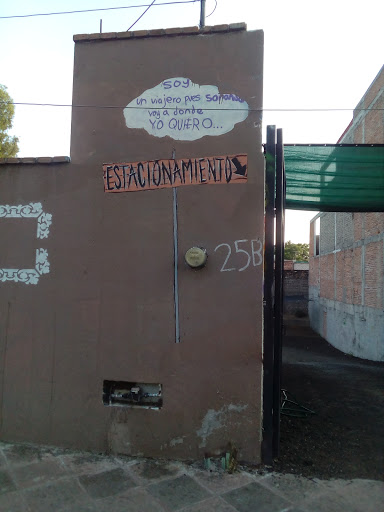 SOY
un viajero pues soñando
voy a donde
YO QUIERO...
ESTACIONAMIENTO
25B